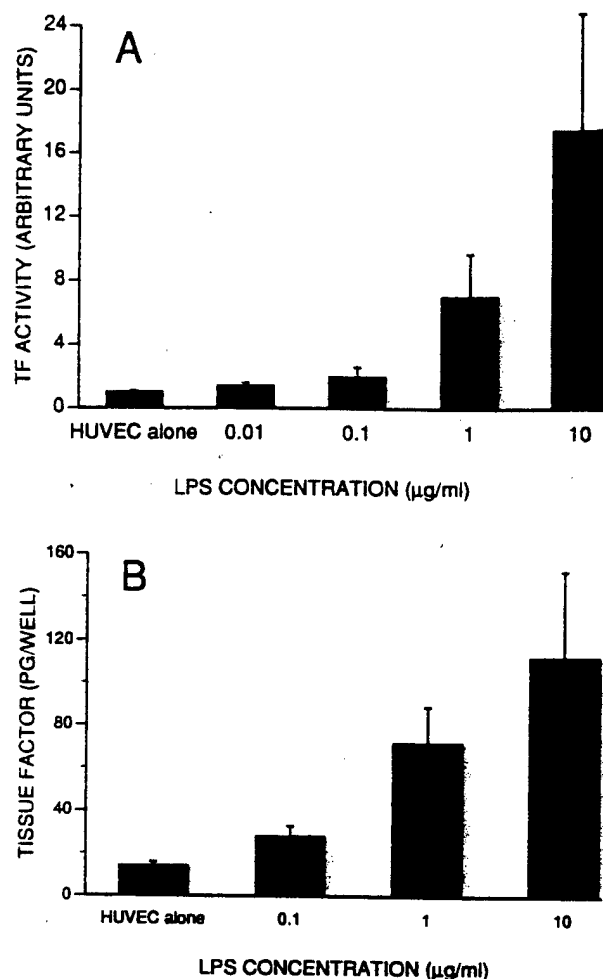 A
TF ACTIVITY (ARBITRARY UNITS)
24
20
16
12
8
4
0
HUVEC alone 0.01 0.1 1 10
LPS CONCENTRATION (µg/ml)
B
TISSUE FACTOR (PG/WELL)
160
120
80
40
0
HUVEC alone 0.1 1 10
LPS CONCENTRATION (µg/ml)